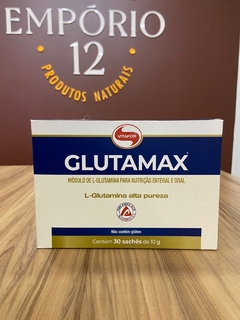 EMPÓRIO
12
PRODUTOS NATURAIS
VITAFOR
GLUTAMAX
MÓDULO DE L-GLUTAMINA PARA NUTRIÇÃO ENTERAL E ORAL
L-Glutamina alta pureza
Não contém glúten
Contém 30 sachês de 10 g